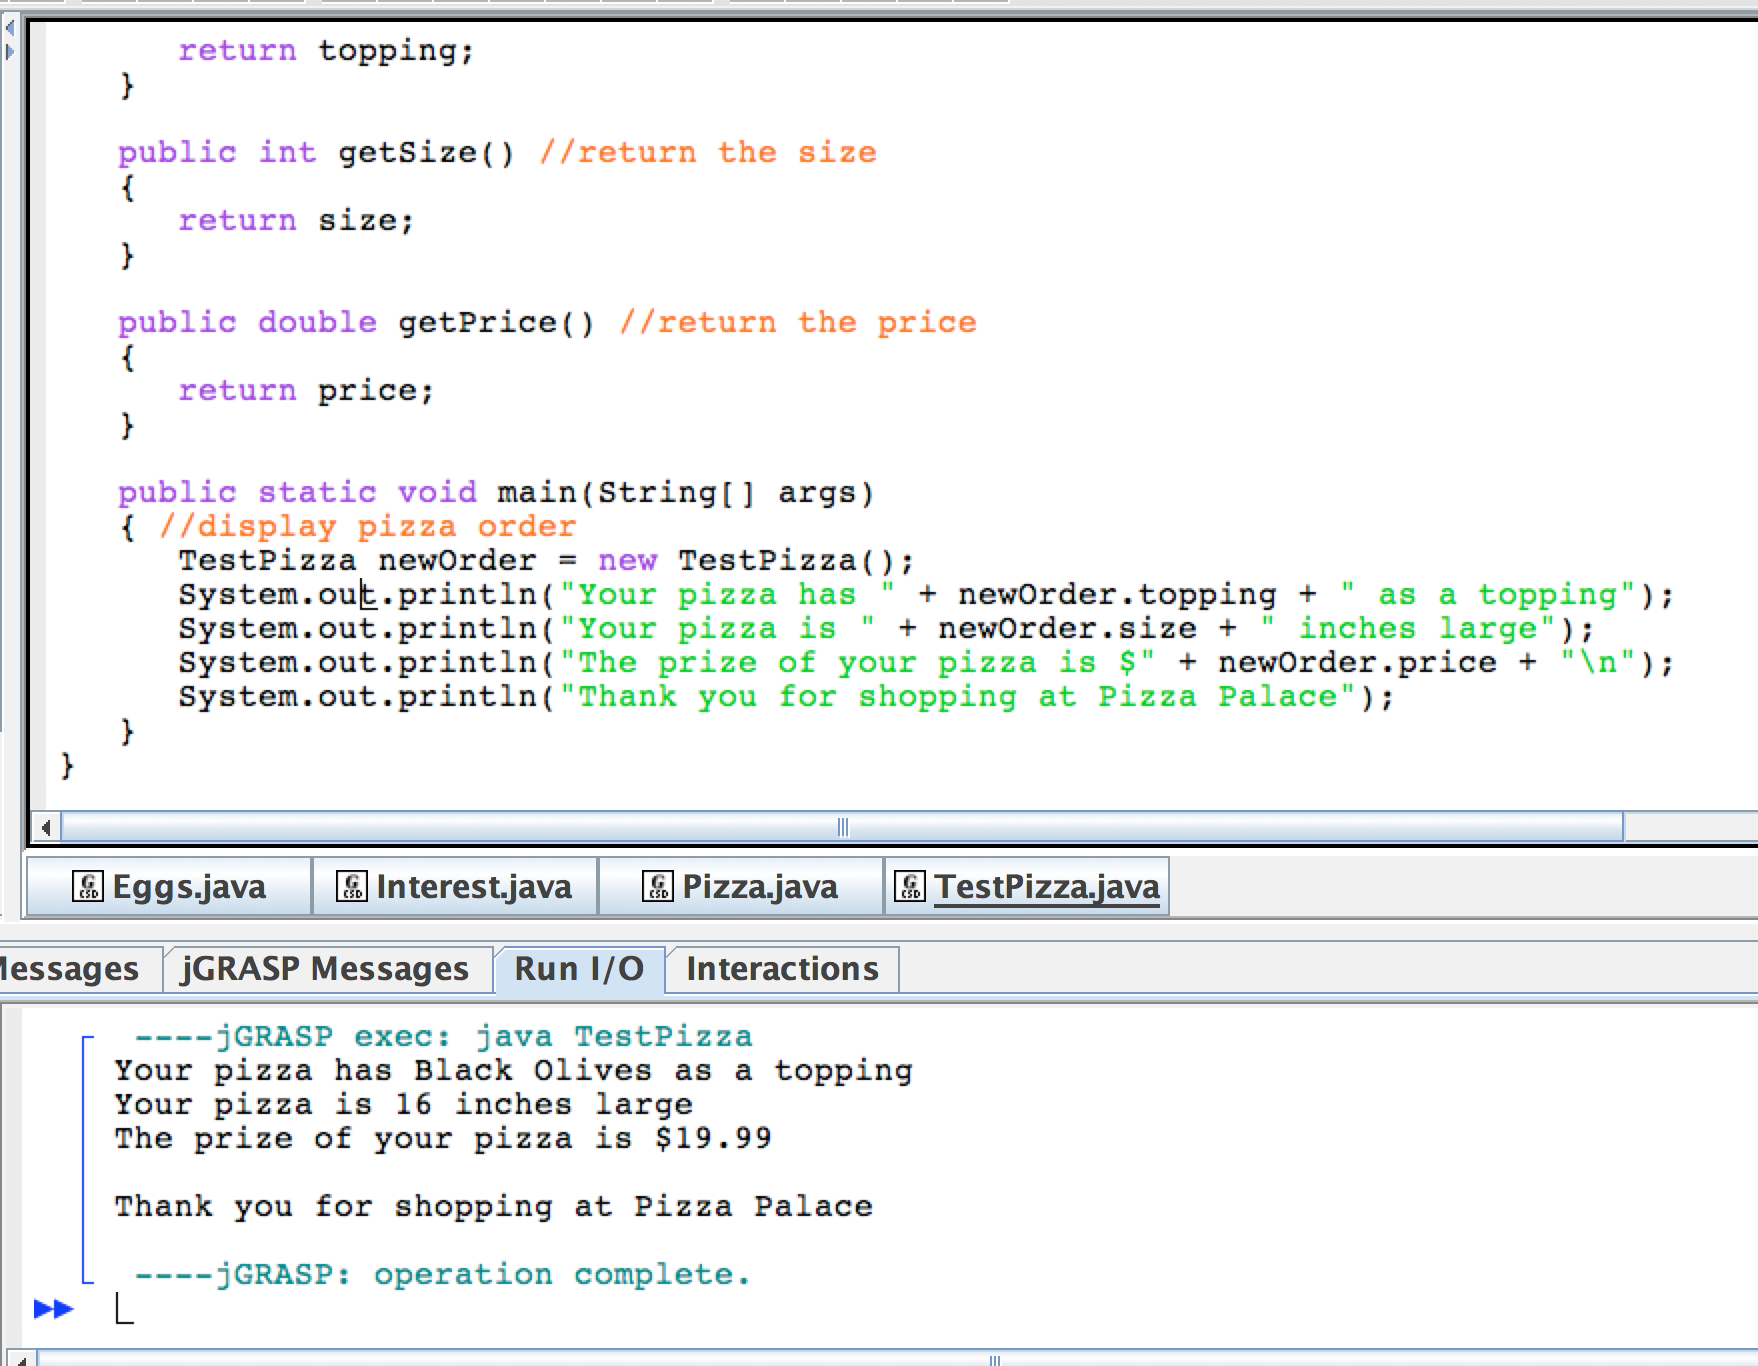 return topping;
}
public int getSize() //return the size
{
return size;
}
public double getPrice() //return the price
{
return price;
}
public static void main(String[] args)
{ //display pizza order
TestPizza newOrder = new TestPizza();
System.out.println("Your pizza has " + newOrder.topping + " as a topping");
System.out.println("Your pizza is " + newOrder.size + " inches large");
System.out.println("The prize of your pizza is $" + newOrder.price + "\n");
System.out.println("Thank you for shopping at Pizza Palace");
}
}
Eggs.java Interest.java Pizza.java TestPizza.java
jGRASP Messages Run I/O Interactions
----jGRASP exec: java TestPizza
Your pizza has Black Olives as a topping
Your pizza is 16 inches large
The prize of your pizza is $19.99
Thank you for shopping at Pizza Palace
----jGRASP: operation complete.